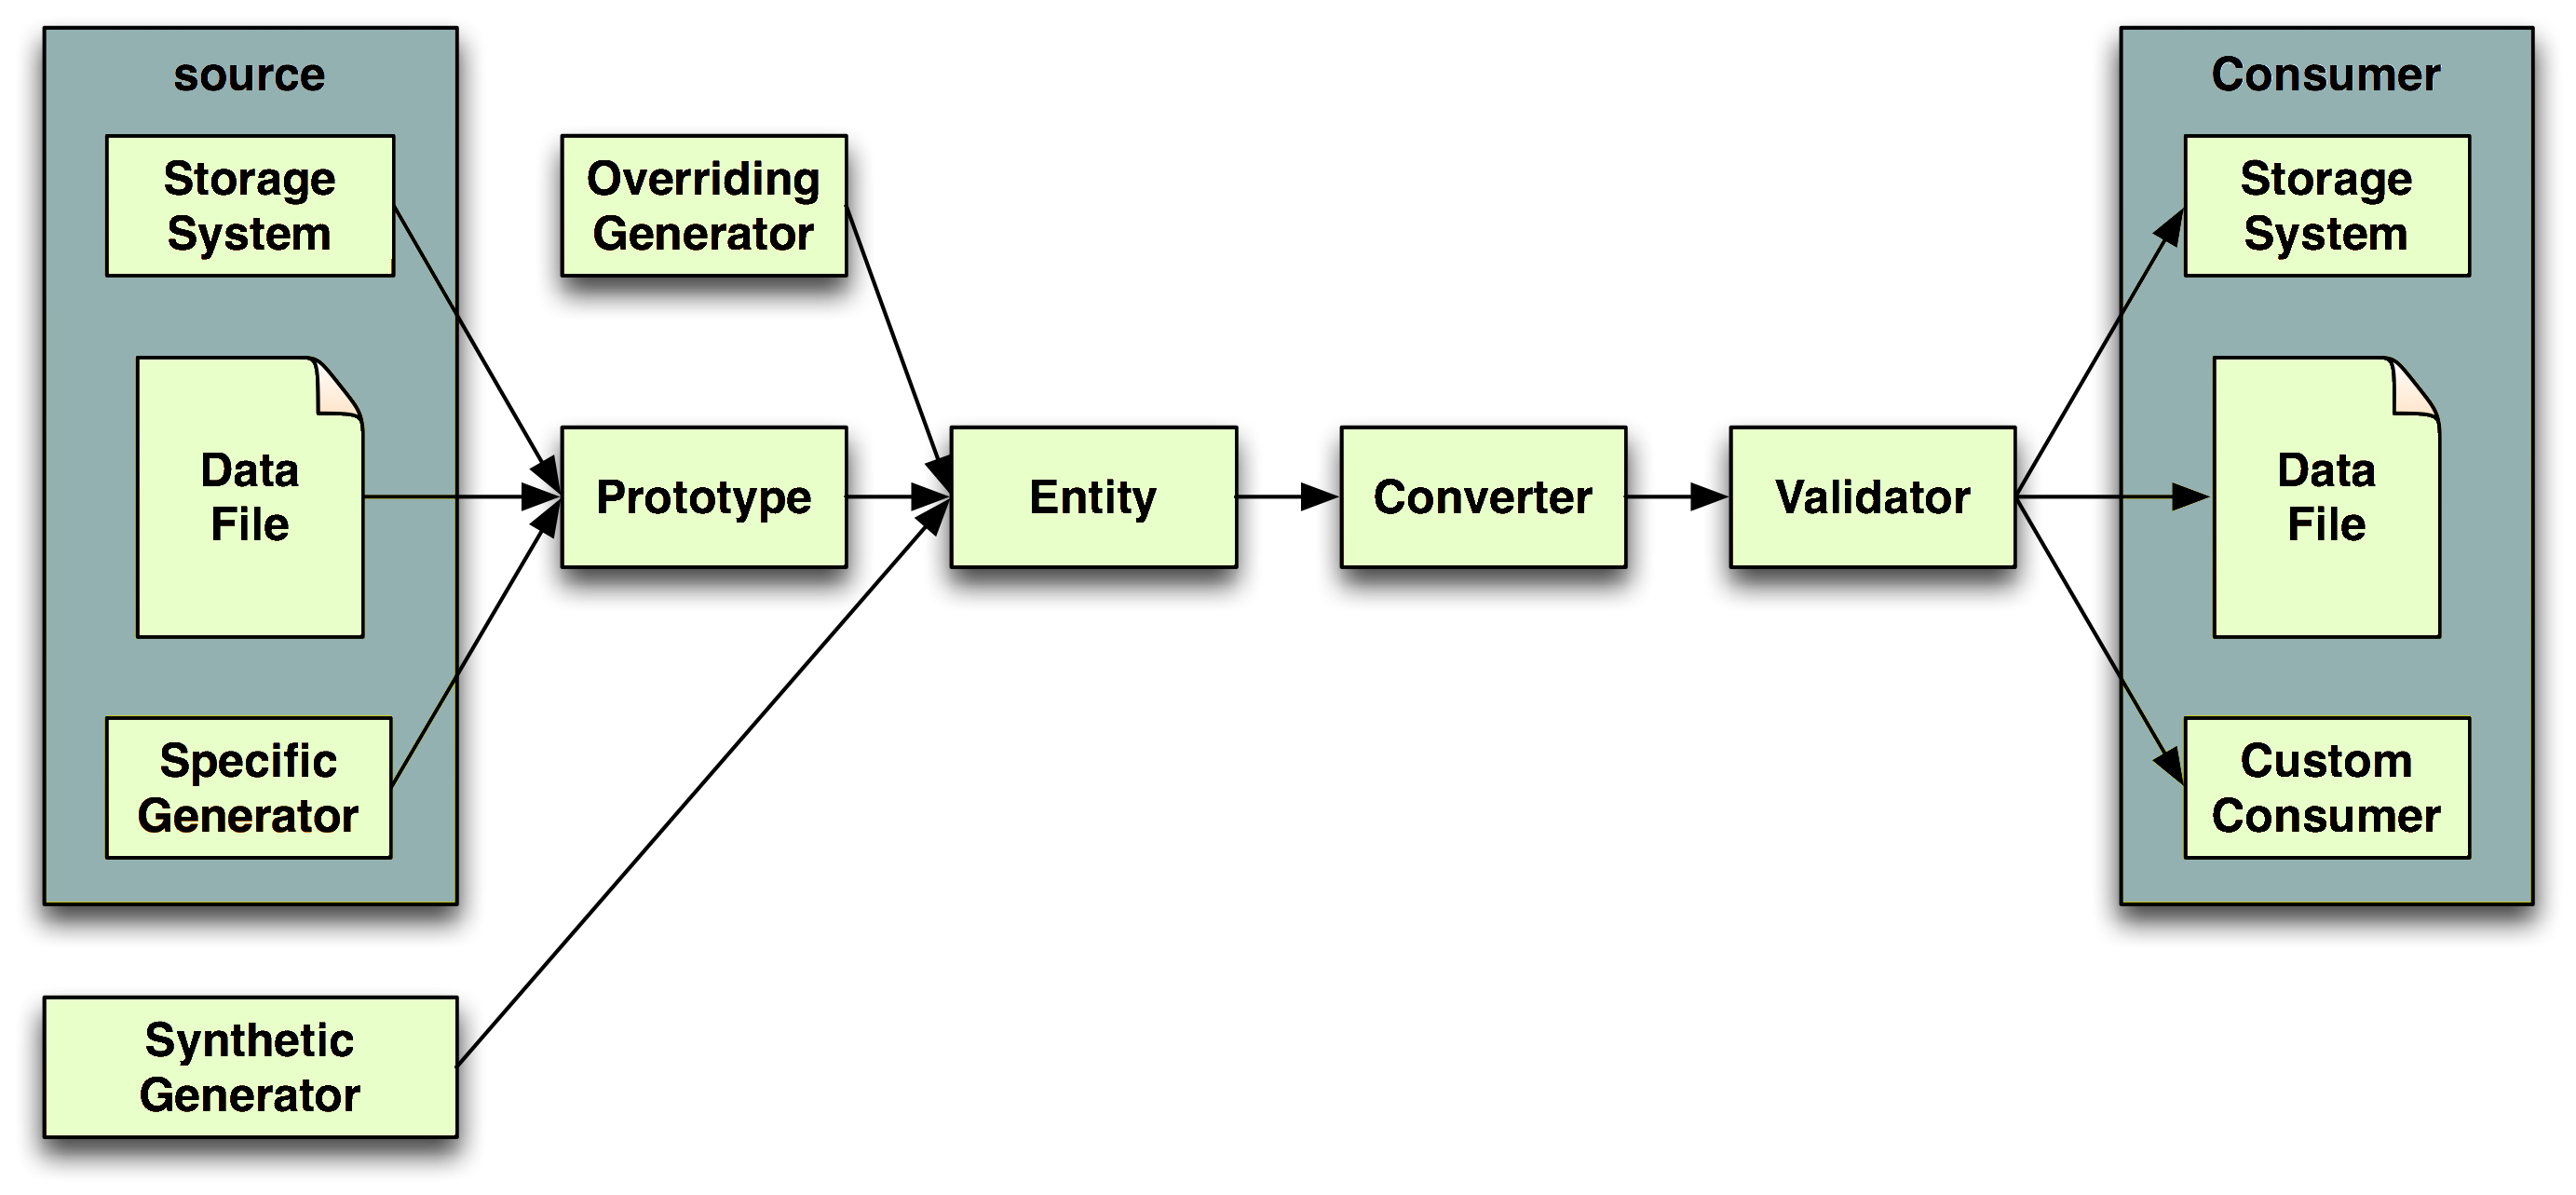 source
Storage
System
Data
File
Specific
Generator
Synthetic
Generator
Overriding
Generator
Prototype
Entity
Converter
Validator
Consumer
Storage
System
Data
File
Custom
Consumer